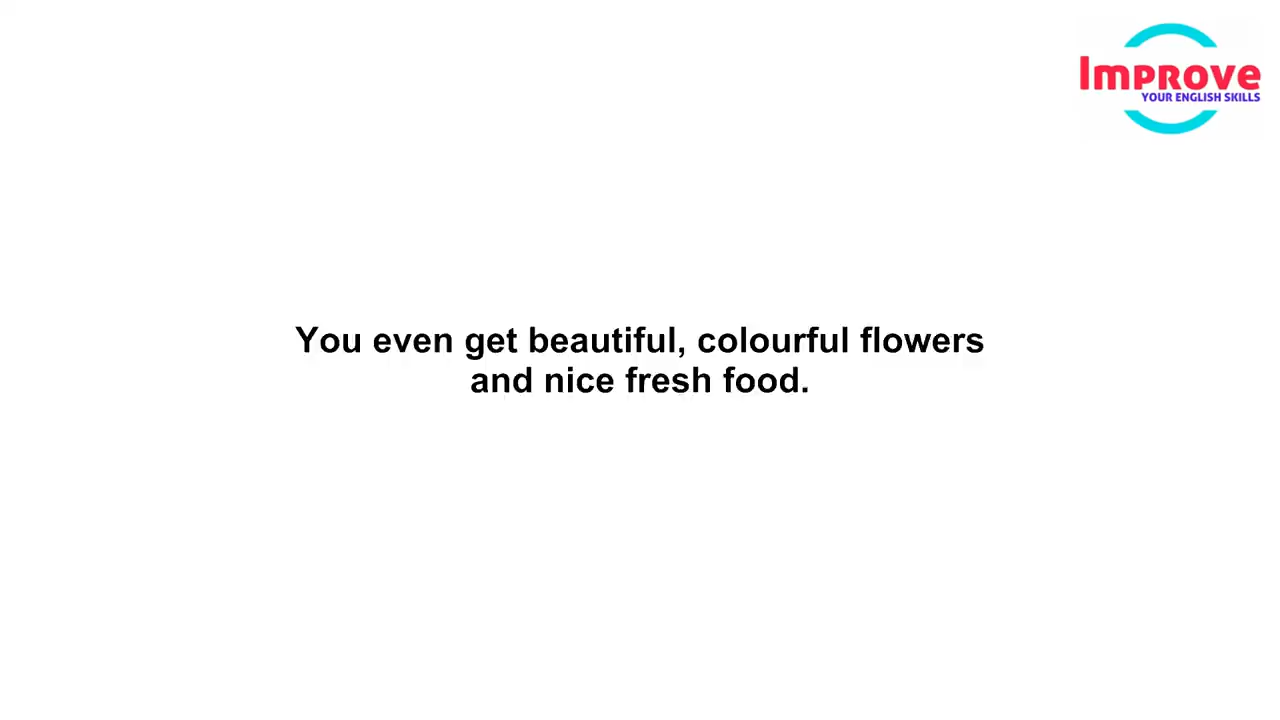 Improve
YOUR ENGLISH SKILLS
You even get beautiful, colourful flowers
and nice fresh food.